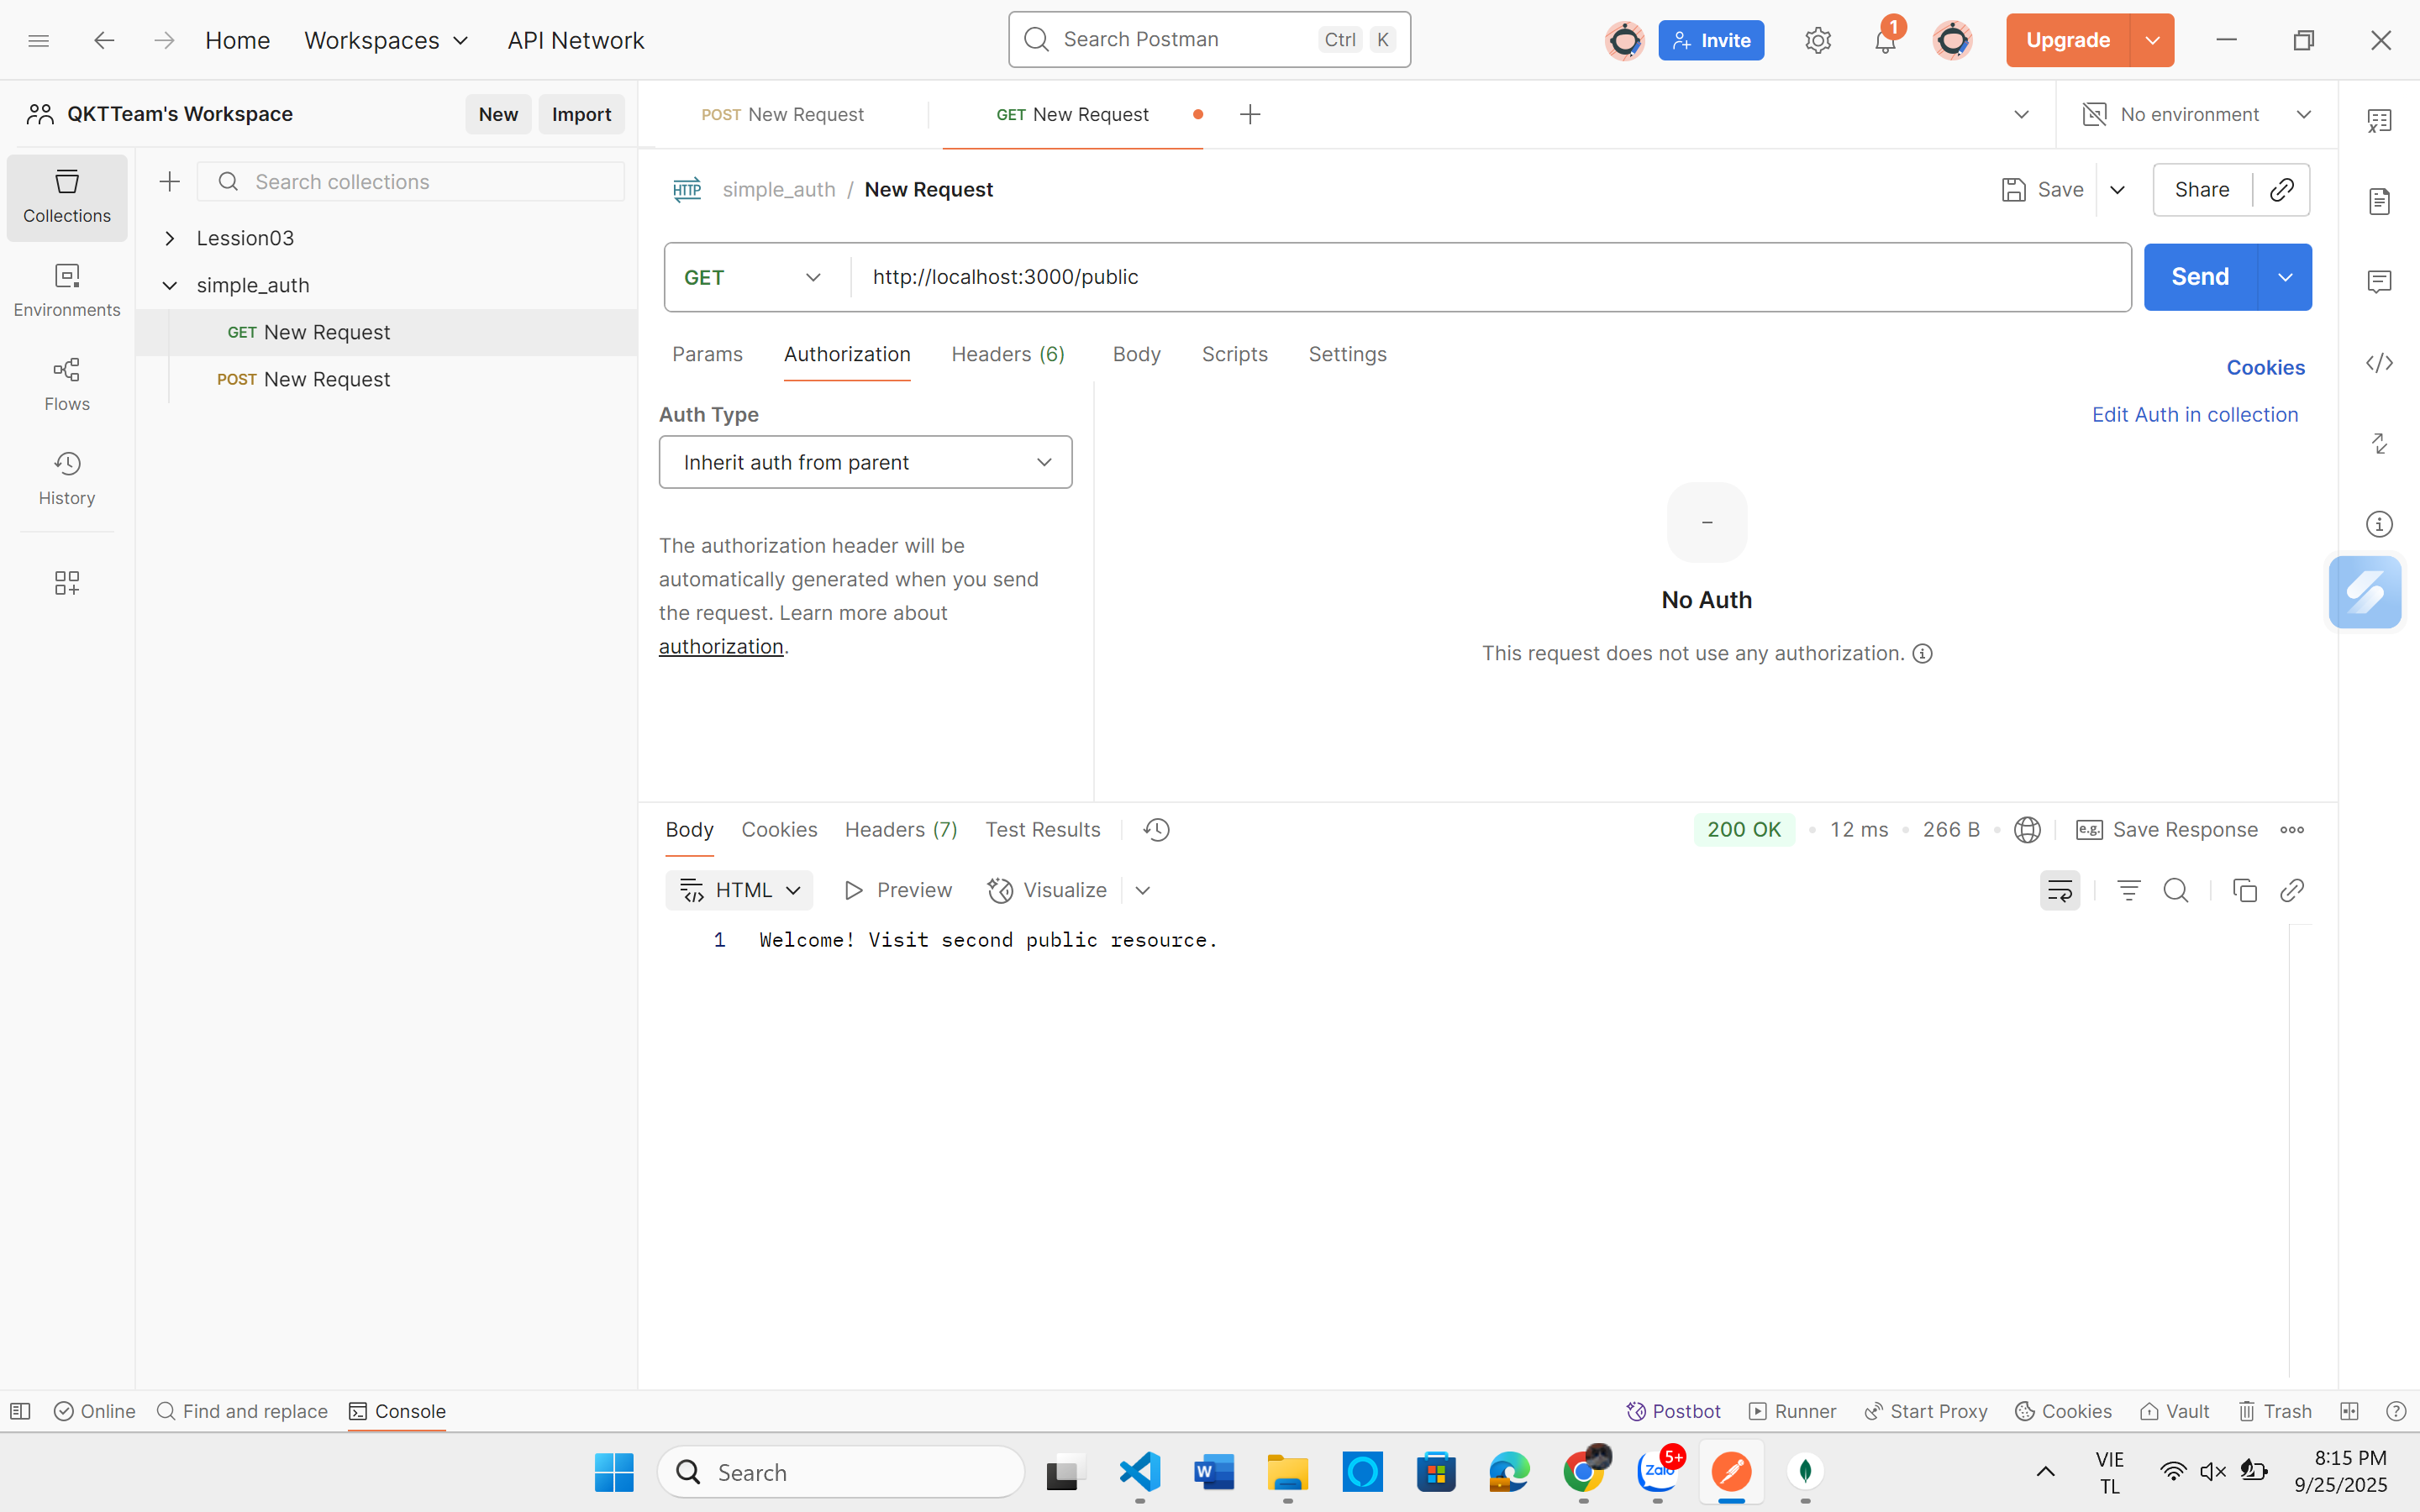 Home
Workspaces
API Network
Search Postman
Ctrl K
Invite
1
Upgrade
QKTTeam's Workspace
New
Import
POST New Request
GET New Request
No environment
Collections
Search collections
Lession03
simple_auth
GET New Request
POST New Request
Environments
Flows
History
HTTP
simple_auth / New Request
Save
Share
GET
http://localhost:3000/public
Send
Params
Authorization
Headers (6)
Body
Scripts
Settings
Cookies
Auth Type
Edit Auth in collection
Inherit auth from parent
The authorization header will be
automatically generated when you send
the request. Learn more about
authorization.
No Auth
This request does not use any authorization.
Body
Cookies
Headers (7)
Test Results
200 OK
12 ms
266 B
e.g.
Save Response
HTML
Preview
Visualize
1 Welcome! Visit second public resource.
Online
Find and replace
Console
Postbot
Runner
Start Proxy
Cookies
Vault
Trash
Search
W
Zalo
5+
VIE
TL
8:15 PM
9/25/2025